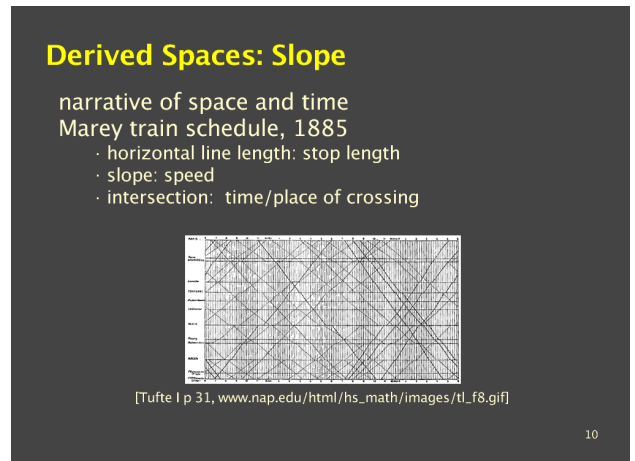 Derived Spaces: Slope
narrative of space and time
Marey train schedule, 1885
· horizontal line length: stop length
· slope: speed
· intersection: time/place of crossing
[Tufte I p 31, www.nap.edu/html/hs_math/images/tl_f8.gif]
10